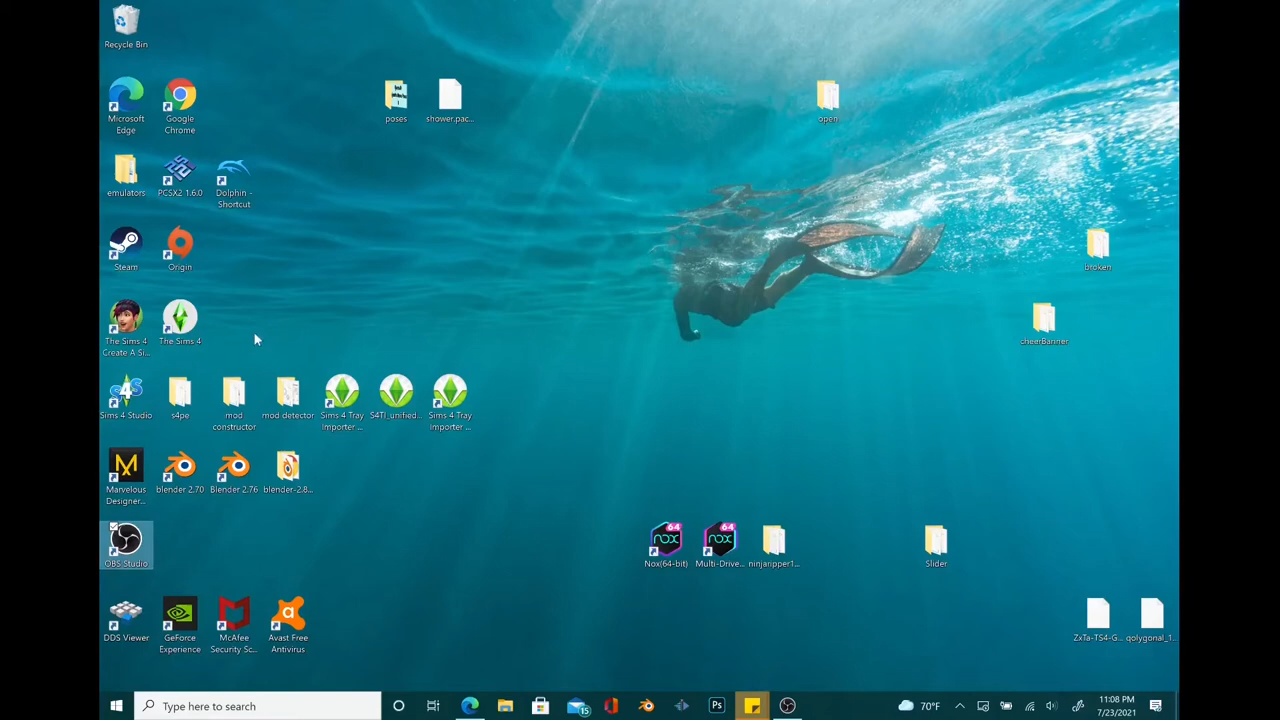 Recycle Bin
poses
shower.pac...
open
Microsoft
Edge
Google
Chrome
emulators
PCSX2 1.6.0
Dolphin -
Shortcut
Steam
Origin
broken
The Sims 4
Create A Si...
The Sims 4
cheerBanner
Sims 4 Studio
s4pe
mod
constructor
mod detector
Sims 4 Tray
Importer ...
S4TI_unified...
Sims 4 Tray
Importer ...
Marvelous
Designer...
blender 2.70
Blender 2.76
blender-2.8...
OBS Studio
64
Nox(64-bit)
64
Multi-Drive...
ninjaripper1...
Slider
DDS Viewer
GeForce
Experience
McAfee
Security Sc...
Avast Free
Antivirus
ZxTa-TS4-G...
qolygonal_1...
Type here to search
15
Ps
70°F
11:08 PM
7/23/2021